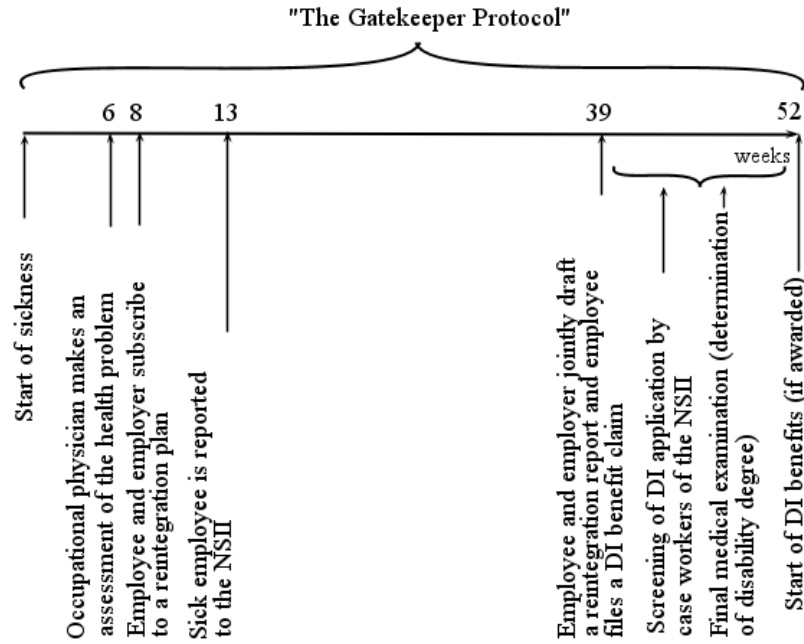 "The Gatekeeper Protocol"
6 8 13 39 52
weeks
Start of sickness
Occupational physician makes an
assessment of the health problem
Employee and employer subscribe
to a reintegration plan
Sick employee is reported
to the NSII
Employee and employer jointly draft
a reintegration report and employee
files a DI benefit claim
Screening of DI application by
case workers of the NSII
Final medical examination (determination
of disability degree)
Start of DI benefits (if awarded)